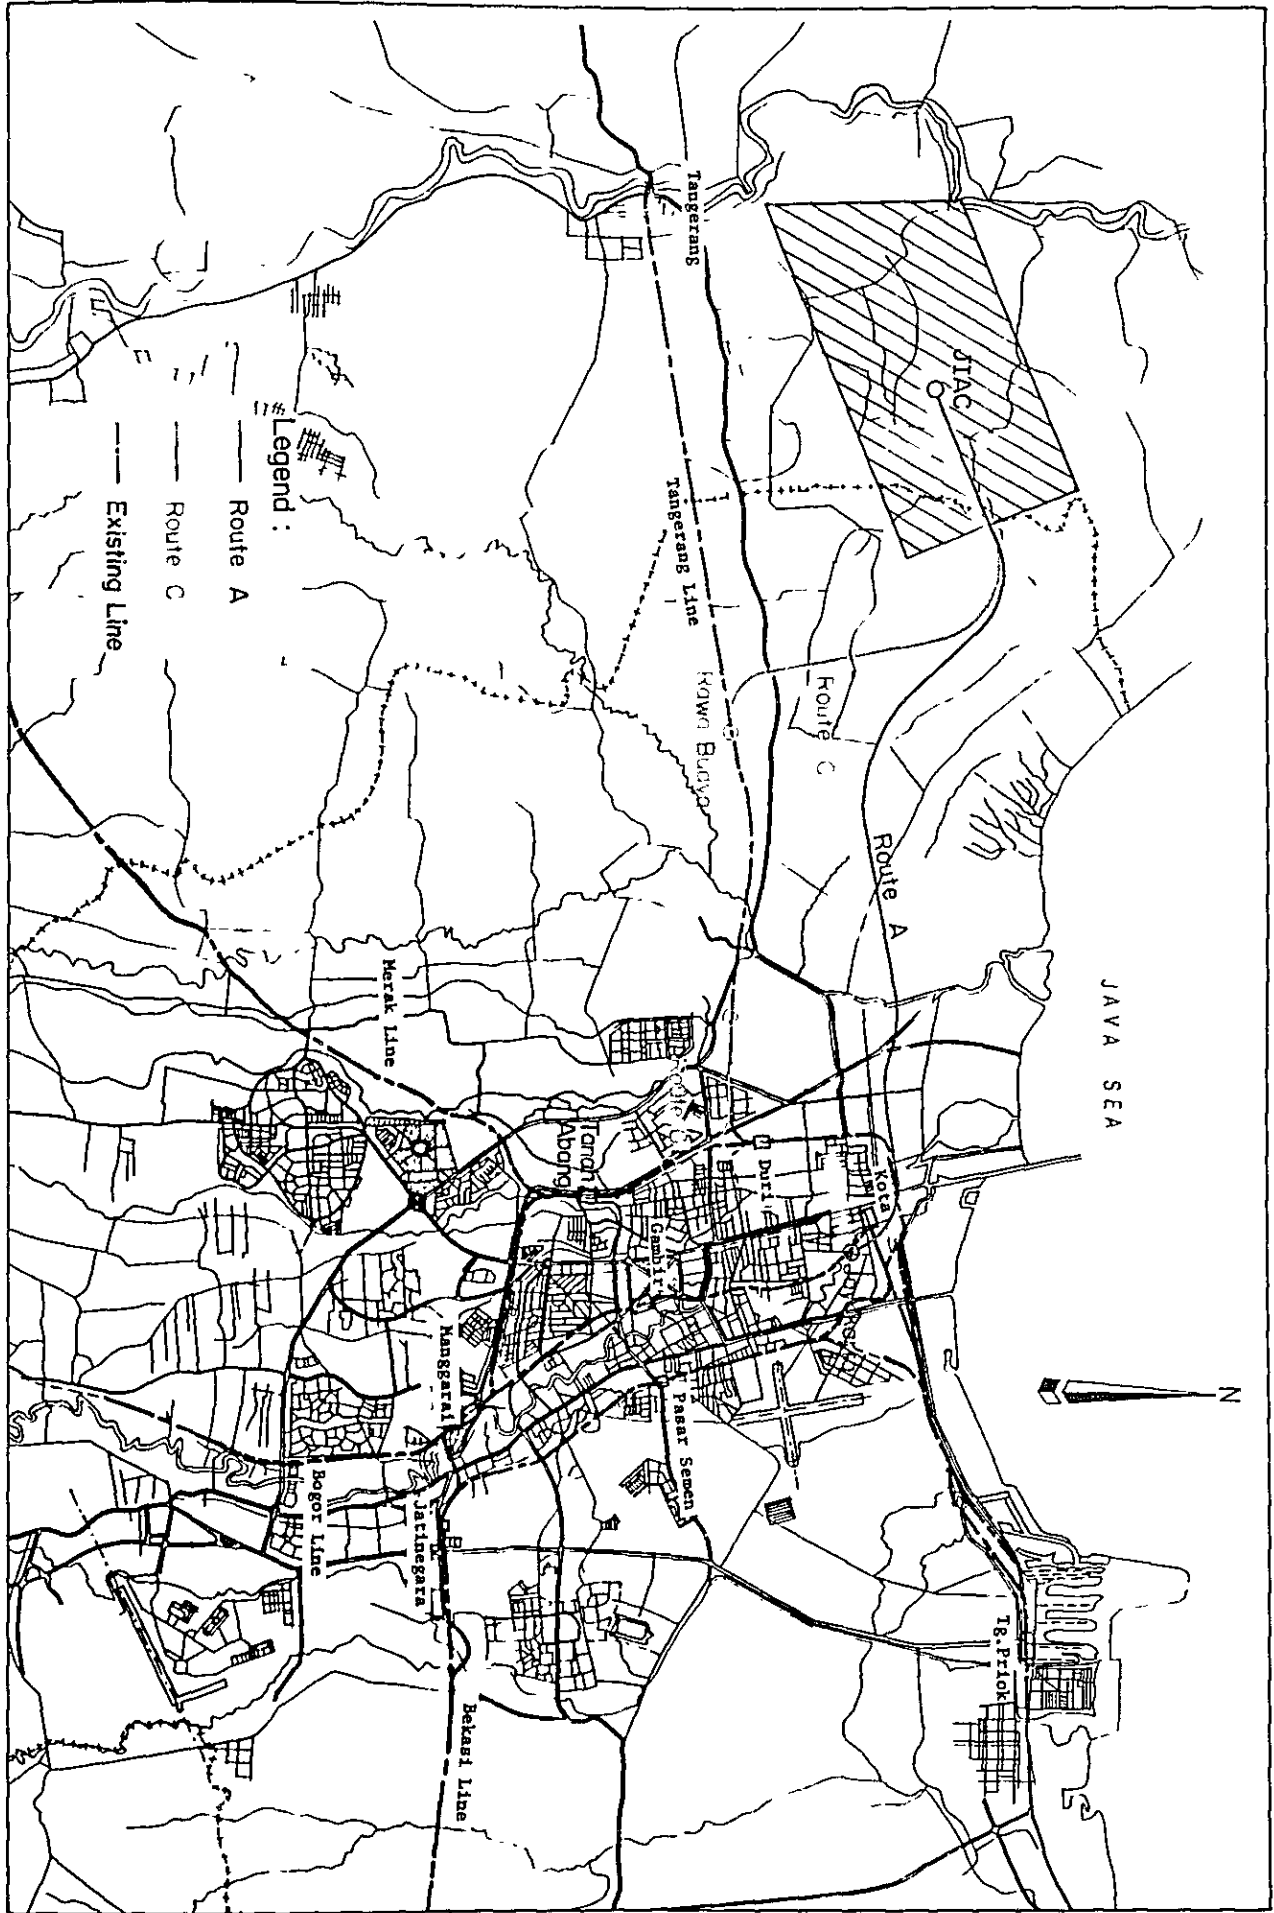 JAVA SEA
N
JIAC
Tangerang
Tangerang Line
Route C
Rawa Buaya
Route A
Kota
Duri
Tg.Priok
Tanah
Abang
Gambir
Pasar Semen
Merak Line
Manggarai
Jatinegara
Bogor Line
Bekasi Line
Legend :
Route A
Route C
Existing Line